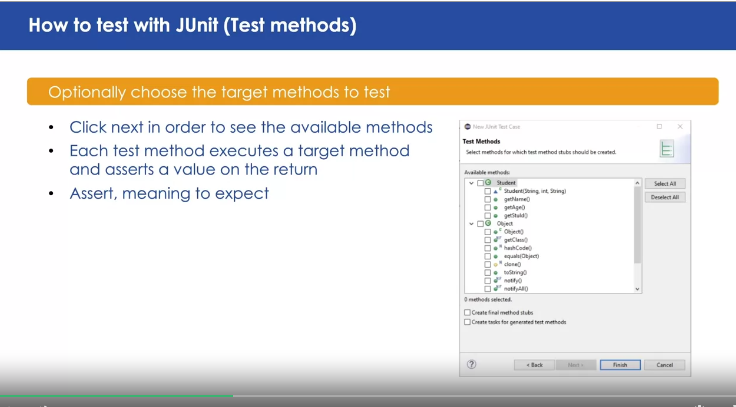 How to test with JUnit (Test methods)
Optionally choose the target methods to test
• Click next in order to see the available methods
• Each test method executes a target method
and asserts a value on the return
• Assert, meaning to expect
New JUnit Test Case
Test Methods
Select methods for which test method stubs should be created.
Available methods:
Student
Student(String, int, String)
getName()
getAge()
getStuId()
Object
Object()
getClass()
hashCode()
equals(Object)
clone()
toString()
notify()
notifyAll()
Select All
Deselect All
0 methods selected.
Create final method stubs
Create tasks for generated test methods
< Back
Next >
Finish
Cancel